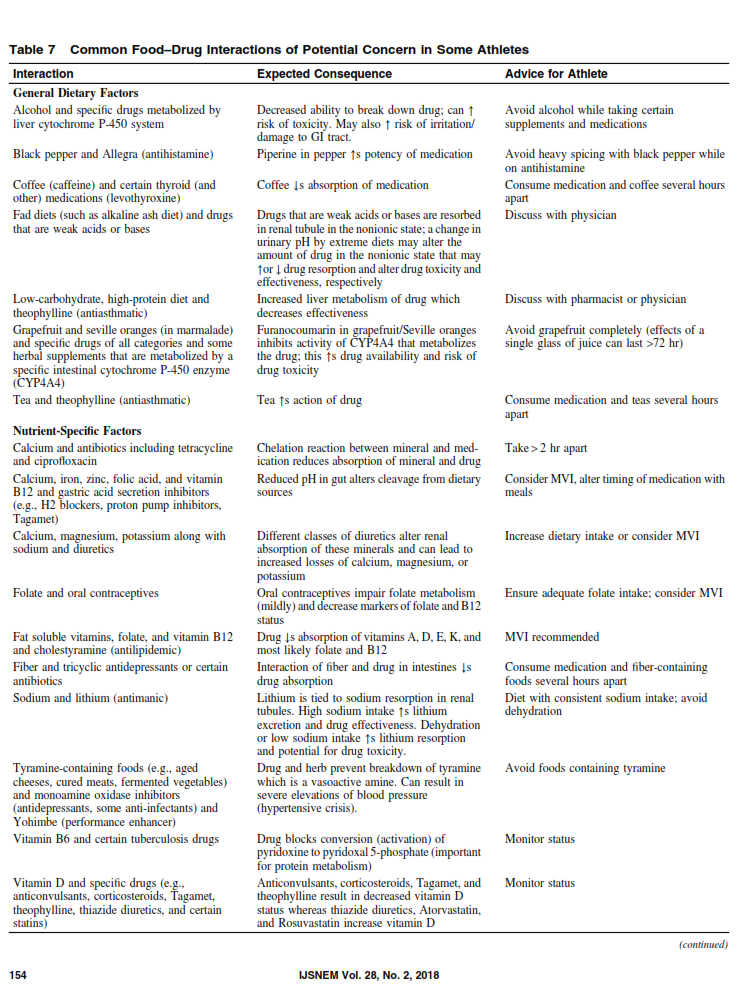 Table 7 Common Food–Drug Interactions of Potential Concern in Some Athletes
Interaction Expected Consequence Advice for Athlete
General Dietary Factors
Alcohol and specific drugs metabolized by
liver cytochrome P-450 system
Decreased ability to break down drug; can ↑
risk of toxicity. May also ↑ risk of irritation/
damage to GI tract.
Avoid alcohol while taking certain
supplements and medications
Black pepper and Allegra (antihistamine)
Piperine in pepper ↑s potency of medication
Avoid heavy spicing with black pepper while
on antihistamine
Coffee (caffeine) and certain thyroid (and
other) medications (levothyroxine)
Coffee ↓s absorption of medication
Consume medication and coffee several hours
apart
Fad diets (such as alkaline ash diet) and drugs
that are weak acids or bases
Drugs that are weak acids or bases are resorbed
in renal tubule in the nonionic state; a change in
urinary pH by extreme diets may alter the
amount of drug in the nonionic state that may
↑or ↓ drug resorption and alter drug toxicity and
effectiveness, respectively
Discuss with physician
Low-carbohydrate, high-protein diet and
theophylline (antiasthmatic)
Increased liver metabolism of drug which
decreases effectiveness
Discuss with pharmacist or physician
Grapefruit and seville oranges (in marmalade)
and specific drugs of all categories and some
herbal supplements that are metabolized by a
specific intestinal cytochrome P-450 enzyme
(CYP4A4)
Furanocoumarin in grapefruit/Seville oranges
inhibits activity of CYP4A4 that metabolizes
the drug; this ↑s drug availability and risk of
drug toxicity
Avoid grapefruit completely (effects of a
single glass of juice can last >72 hr)
Tea and theophylline (antiasthmatic)
Tea ↑s action of drug
Consume medication and teas several hours
apart
Nutrient-Specific Factors
Calcium and antibiotics including tetracycline
and ciprofloxacin
Chelation reaction between mineral and med-
ication reduces absorption of mineral and drug
Take > 2 hr apart
Calcium, iron, zinc, folic acid, and vitamin
B12 and gastric acid secretion inhibitors
(e.g., H2 blockers, proton pump inhibitors,
Tagamet)
Reduced pH in gut alters cleavage from dietary
sources
Consider MVI, alter timing of medication with
meals
Calcium, magnesium, potassium along with
sodium and diuretics
Different classes of diuretics alter renal
absorption of these minerals and can lead to
increased losses of calcium, magnesium, or
potassium
Increase dietary intake or consider MVI
Folate and oral contraceptives
Oral contraceptives impair folate metabolism
(mildly) and decrease markers of folate and B12
status
Ensure adequate folate intake; consider MVI
Fat soluble vitamins, folate, and vitamin B12
and cholestyramine (antilipidemic)
Drug ↓s absorption of vitamins A, D, E, K, and
most likely folate and B12
MVI recommended
Fiber and tricyclic antidepressants or certain
antibiotics
Interaction of fiber and drug in intestines ↓s
drug absorption
Consume medication and fiber-containing
foods several hours apart
Sodium and lithium (antimanic)
Lithium is tied to sodium resorption in renal
tubules. High sodium intake ↑s lithium
excretion and drug effectiveness. Dehydration
or low sodium intake ↑s lithium resorption
and potential for drug toxicity.
Diet with consistent sodium intake; avoid
dehydration
Tyramine-containing foods (e.g., aged
cheeses, cured meats, fermented vegetables)
and monoamine oxidase inhibitors
(antidepressants, some anti-infectants) and
Yohimbe (performance enhancer)
Drug and herb prevent breakdown of tyramine
which is a vasoactive amine. Can result in
severe elevations of blood pressure
(hypertensive crisis).
Avoid foods containing tyramine
Vitamin B6 and certain tuberculosis drugs
Drug blocks conversion (activation) of
pyridoxine to pyridoxal 5-phosphate (important
for protein metabolism)
Monitor status
Vitamin D and specific drugs (e.g.,
anticonvulsants, corticosteroids, Tagamet,
theophylline, thiazide diuretics, and certain
statins)
Anticonvulsants, corticosteroids, Tagamet, and
theophylline result in decreased vitamin D
status whereas thiazide diuretics, Atorvastatin,
and Rosuvastatin increase vitamin D
Monitor status
(continued)
154 IJSNEM Vol. 28, No. 2, 2018